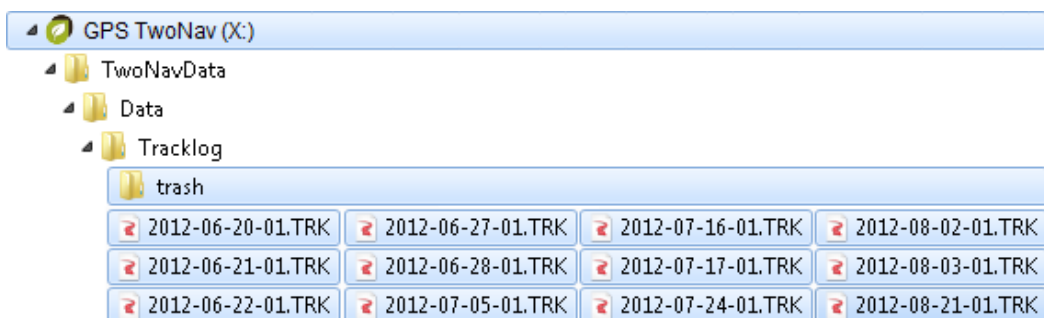 GPS TwoNav (X:)
TwoNavData
Data
Tracklog
trash
2012-06-20-01.TRK 2012-06-27-01.TRK 2012-07-16-01.TRK 2012-08-02-01.TRK
2012-06-21-01.TRK 2012-06-28-01.TRK 2012-07-17-01.TRK 2012-08-03-01.TRK
2012-06-22-01.TRK 2012-07-05-01.TRK 2012-07-24-01.TRK 2012-08-21-01.TRK